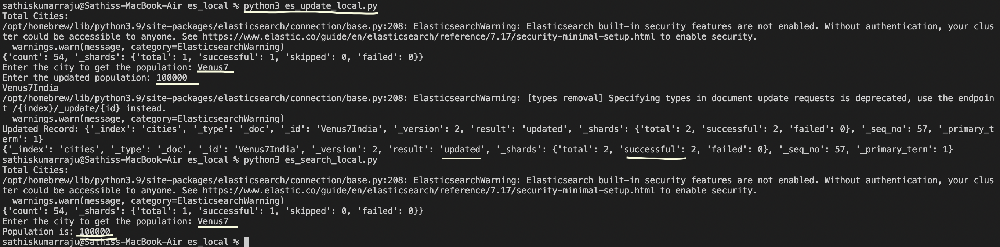 sathiskumarraju@Sathiss-MacBook-Air es_local % python3 es_update_local.py
Total Cities:
/opt/homebrew/lib/python3.9/site-packages/elasticsearch/connection/base.py:208: ElasticsearchWarning: Elasticsearch built-in security features are not enabled. Without authentication, your clus
ter could be accessible to anyone. See https://www.elastic.co/guide/en/elasticsearch/reference/7.17/security-minimal-setup.html to enable security.
  warnings.warn(message, category=ElasticsearchWarning)
{'count': 54, '_shards': {'total': 1, 'successful': 1, 'skipped': 0, 'failed': 0}}
Enter the city to get the population: Venus7
Enter the updated population: 100000
Venus7India
/opt/homebrew/lib/python3.9/site-packages/elasticsearch/connection/base.py:208: ElasticsearchWarning: [types removal] Specifying types in document update requests is deprecated, use the endpoin
t /{index}/_update/{id} instead.
  warnings.warn(message, category=ElasticsearchWarning)
Updated Record: {'_index': 'cities', '_type': '_doc', '_id': 'Venus7India', '_version': 2, 'result': 'updated', '_shards': {'total': 2, 'successful': 2, 'failed': 0}, '_seq_no': 57, '_primary_t
erm': 1}
{'_index': 'cities', '_type': '_doc', '_id': 'Venus7India', '_version': 2, 'result': 'updated', '_shards': {'total': 2, 'successful': 2, 'failed': 0}, '_seq_no': 57, '_primary_term': 1}
sathiskumarraju@Sathiss-MacBook-Air es_local % python3 es_search_local.py
Total Cities:
/opt/homebrew/lib/python3.9/site-packages/elasticsearch/connection/base.py:208: ElasticsearchWarning: Elasticsearch built-in security features are not enabled. Without authentication, your clus
ter could be accessible to anyone. See https://www.elastic.co/guide/en/elasticsearch/reference/7.17/security-minimal-setup.html to enable security.
  warnings.warn(message, category=ElasticsearchWarning)
{'count': 54, '_shards': {'total': 1, 'successful': 1, 'skipped': 0, 'failed': 0}}
Enter the city to get the population: Venus7
Population is: 100000
sathiskumarraju@Sathiss-MacBook-Air es_local %